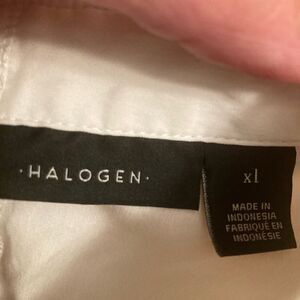 ·HALOGEN·
xl
MADE IN
INDONESIA
FABRIQUÉ EN
INDONÉSIE